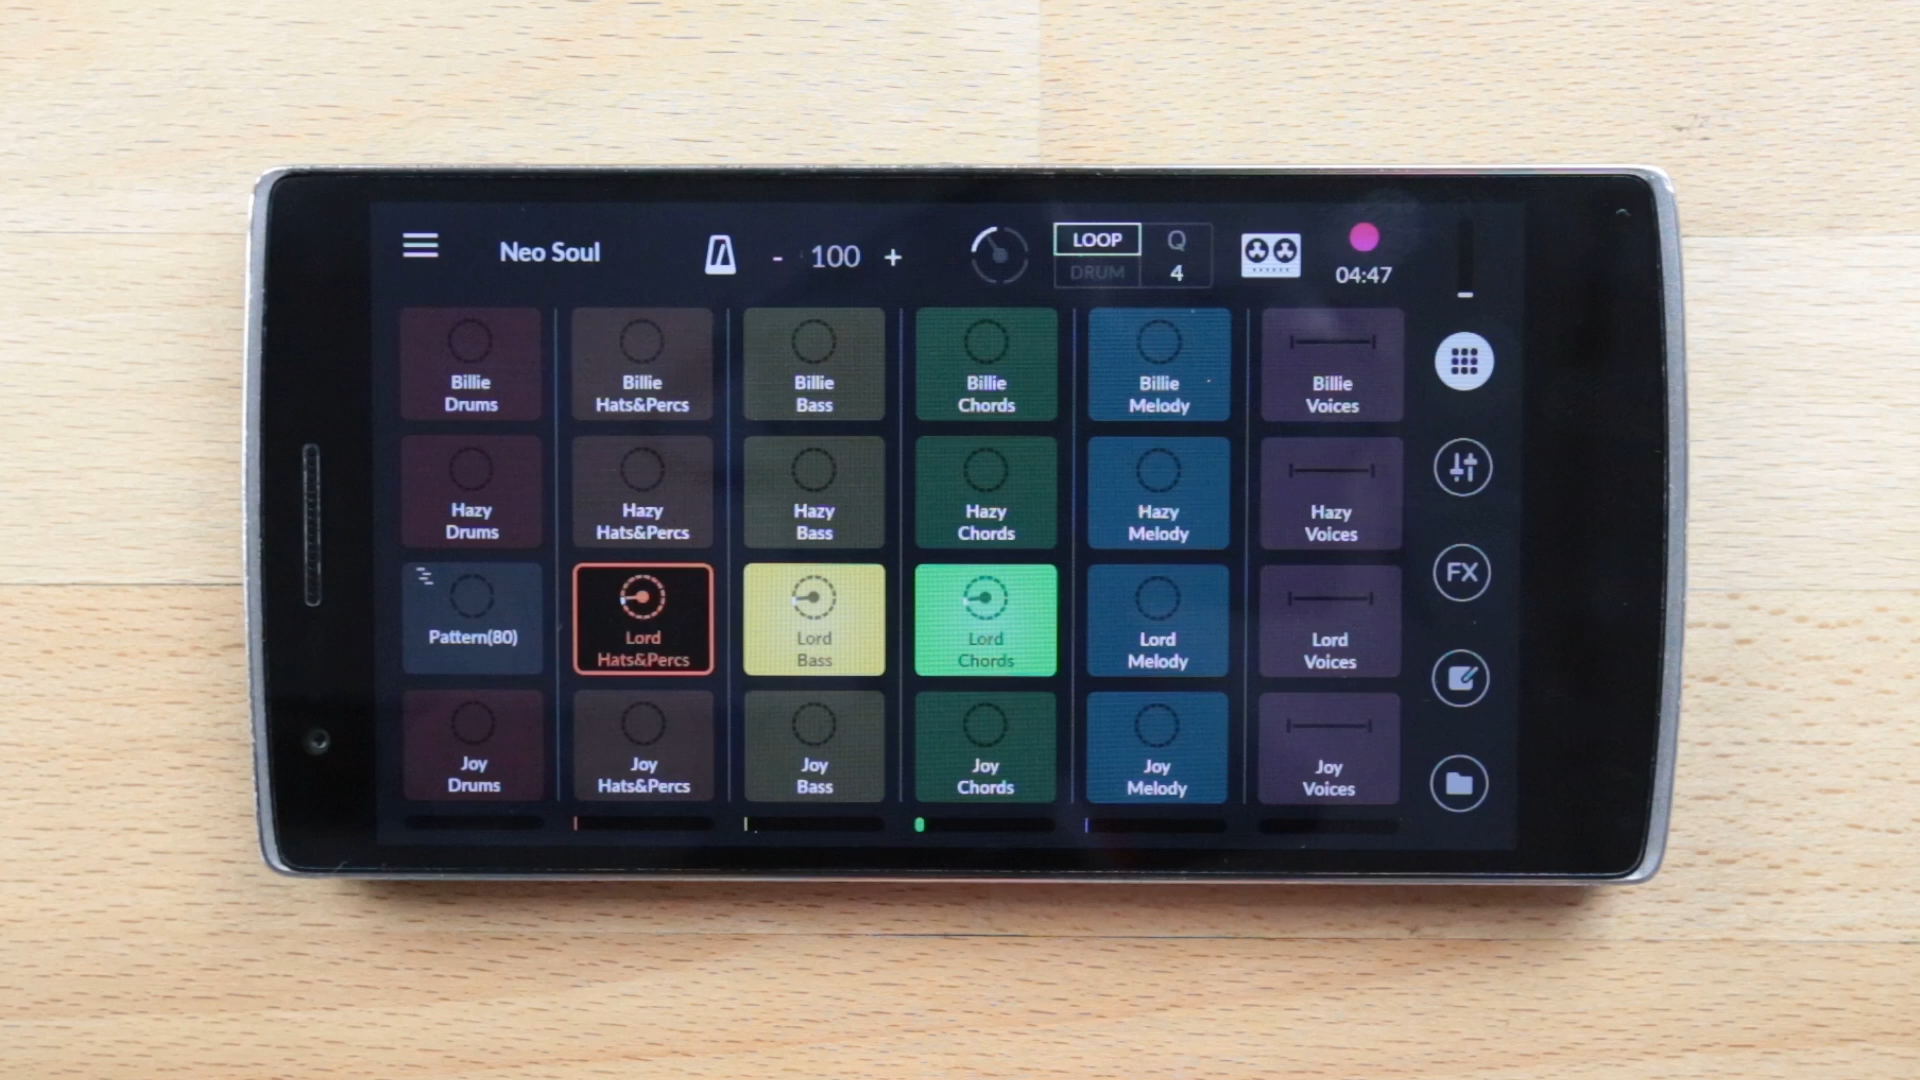 Neo Soul
- 100 +
LOOP
DRUM
Q
4
04:47
Billie
Drums
Billie
Hats&Percs
Billie
Bass
Billie
Chords
Billie
Melody
Billie
Voices
Hazy
Drums
Hazy
Hats&Percs
Hazy
Bass
Hazy
Chords
Hazy
Melody
Hazy
Voices
FX
Pattern(80)
Lord
Hats&Percs
Lord
Bass
Lord
Chords
Lord
Melody
Lord
Voices
Joy
Drums
Joy
Hats&Percs
Joy
Bass
Joy
Chords
Joy
Melody
Joy
Voices